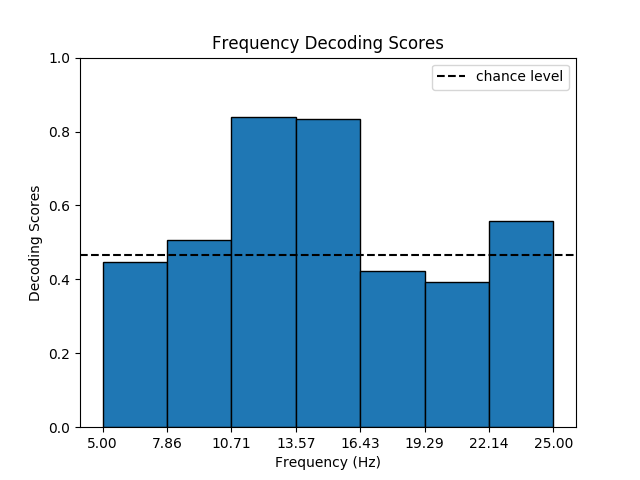 Frequency Decoding Scores
1.0
chance level
0.8
0.6
0.4
0.2
0.0
Decoding Scores
5.00 7.86 10.71 13.57 16.43 19.29 22.14 25.00
Frequency (Hz)